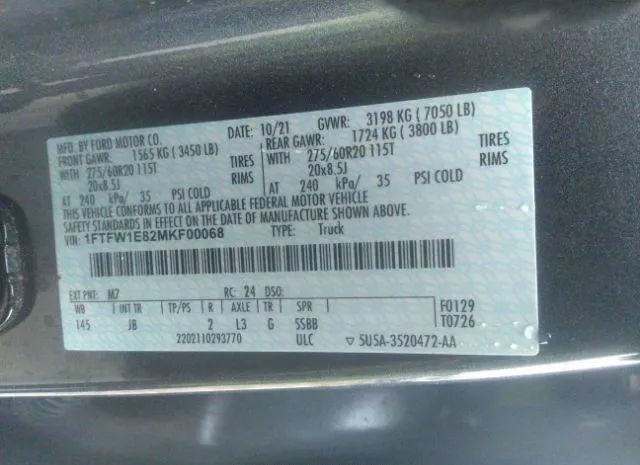 MFD. BY FORD MOTOR CO. DATE: 10/21 GVWR: 3198 KG ( 7050 LB)
FRONT GAWR: 1565 KG ( 3450 LB) REAR GAWR: 1724 KG ( 3800 LB)
WITH 275/60R20 115T TIRES WITH 275/60R20 115T TIRES
20x8.5J RIMS 20x8.5J RIMS
AT 240 kPa/ 35 PSI COLD AT 240 kPa/ 35 PSI COLD
THIS VEHICLE CONFORMS TO ALL APPLICABLE FEDERAL MOTOR VEHICLE
SAFETY STANDARDS IN EFFECT ON THE DATE OF MANUFACTURE SHOWN ABOVE.
VIN: 1FTFW1E82MKF00068 TYPE: Truck
EXT PNT: M7 RC: 24 DSO:
WB INT TR TP/PS R AXLE TR SPR F0129
145 JB 2 L3 G SSBB T0726
2202110293770 ULC 5U5A-3520472-AA